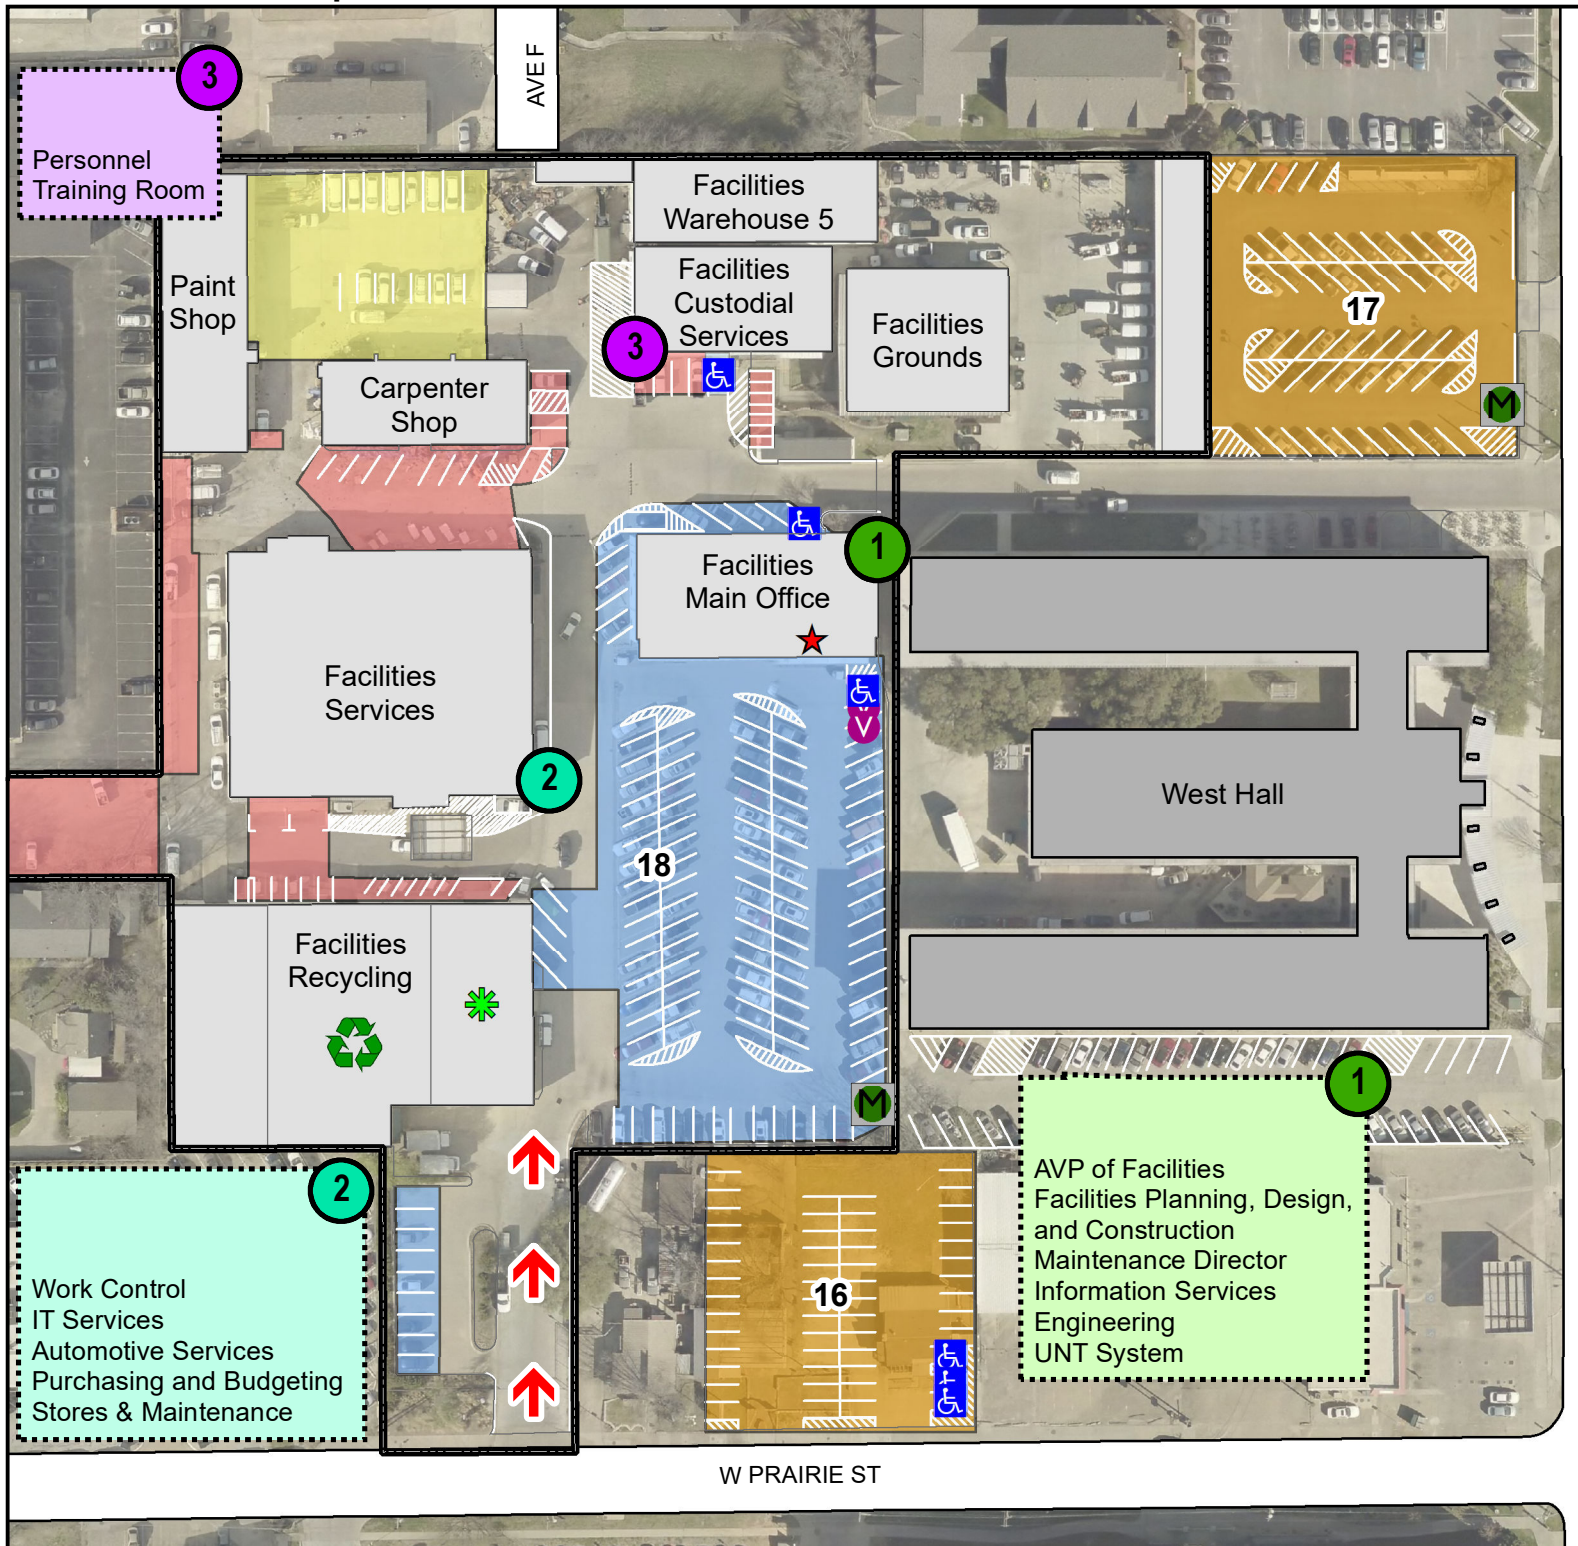 AVE F
3
Personnel
Training Room
Facilities
Warehouse 5
Paint
Shop
Facilities
Custodial
Services
3
Facilities
Grounds
17
M
Carpenter
Shop
1
Facilities
Main Office
Facilities
Services
V
2
West Hall
18
Facilities
Recycling
M
1
AVP of Facilities
Facilities Planning, Design,
and Construction
Maintenance Director
Information Services
Engineering
UNT System
2
Work Control
IT Services
Automotive Services
Purchasing and Budgeting
Stores & Maintenance
16
W PRAIRIE ST